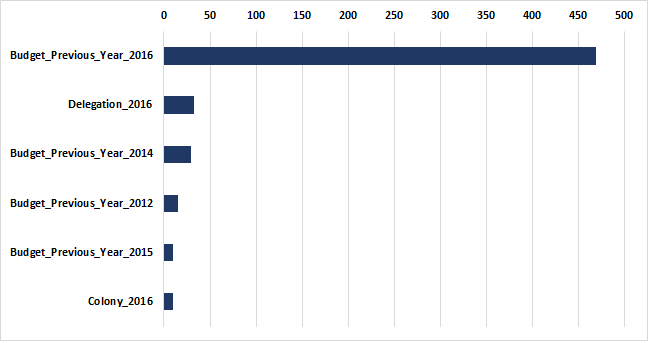 0 50 100 150 200 250 300 350 400 450 500
Budget_Previous_Year_2016
Delegation_2016
Budget_Previous_Year_2014
Budget_Previous_Year_2012
Budget_Previous_Year_2015
Colony_2016